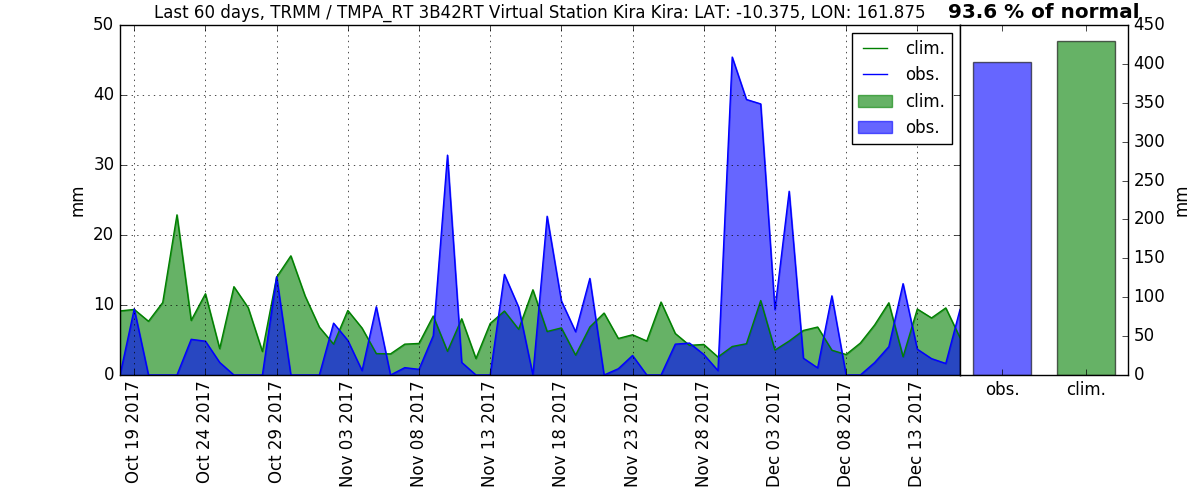 Last 60 days, TRMM / TMPA_RT 3B42RT Virtual Station Kira Kira: LAT: -10.375, LON: 161.875
93.6 % of normal
50
40
30
20
10
0
mm
clim.
obs.
clim.
obs.
450
400
350
300
250
200
150
100
50
0
mm
obs.
clim.
Oct 19 2017
Oct 24 2017
Oct 29 2017
Nov 03 2017
Nov 08 2017
Nov 13 2017
Nov 18 2017
Nov 23 2017
Nov 28 2017
Dec 03 2017
Dec 08 2017
Dec 13 2017